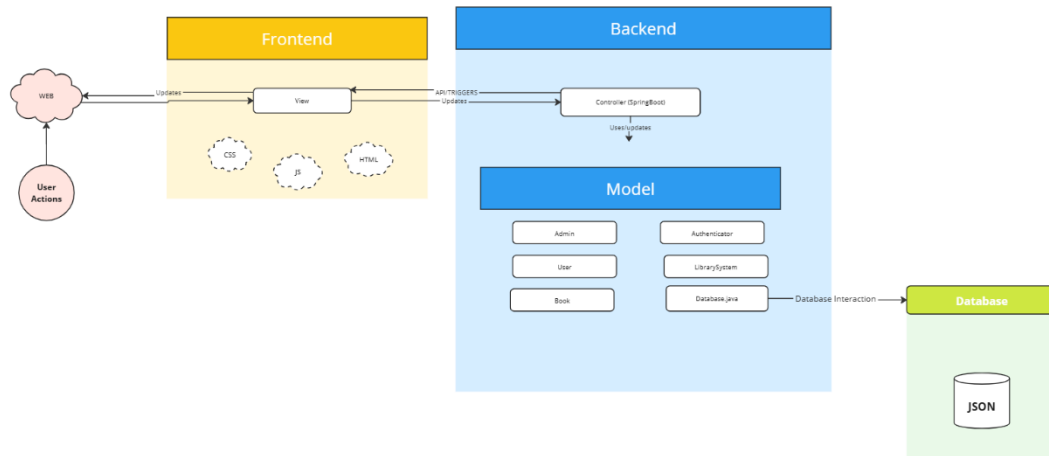 Frontend
Backend
WEB
Updates
View
API/TRIGGERS
Updates
Controller (SpringBoot)
Uses/updates
CSS
JS
HTML
User
Actions
Model
Admin
Authenticator
User
LibrarySystem
Book
Database.java
Database Interaction
Database
JSON